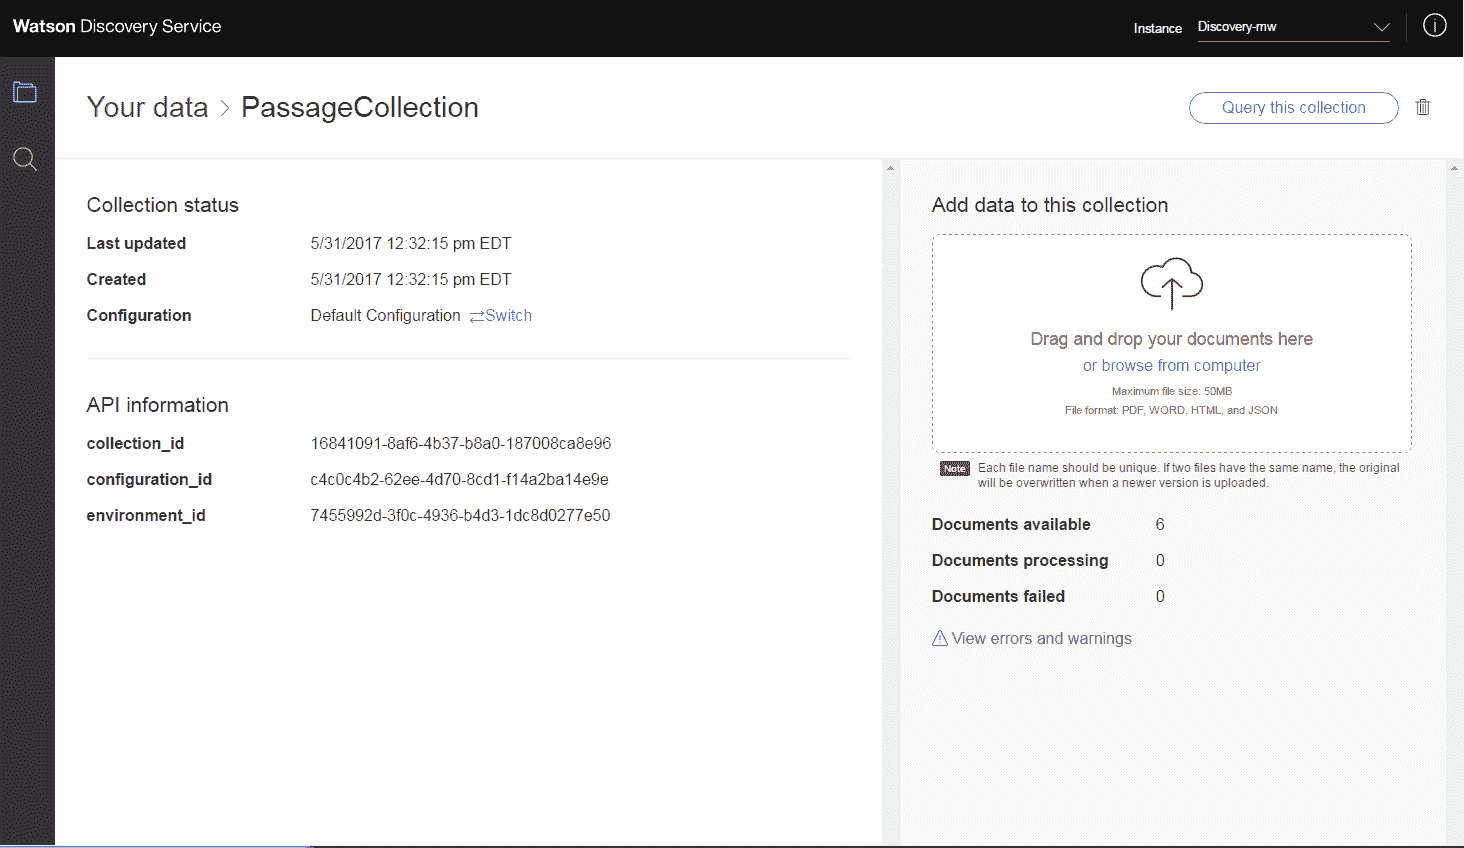 Watson Discovery Service
Instance Discovery-rnw
Your data > PassageCollection
Query this collection
Collection status
Last updated 5/31/2017 12:32:15 pm EDT
Created 5/31/2017 12:32:15 pm EDT
Configuration Default Configuration Switch
API information
collection_id 16841091-8af6-4b37-b8a0-187008ca8e96
configuration_id c4c0c4b2-62ee-4d70-8cd1-f14a2ba14e9e
environment_id 7455992d-3f0c-4936-b4d3-1dc8d0277e50
Add data to this collection
Drag and drop your documents here
or browse from computer
Maximum file size: 50MB
File format: PDF, WORD, HTML, and JSON
Note Each file name should be unique. If two files have the same name, the original
will be overwritten when a newer version is uploaded.
Documents available 6
Documents processing 0
Documents failed 0
View errors and warnings